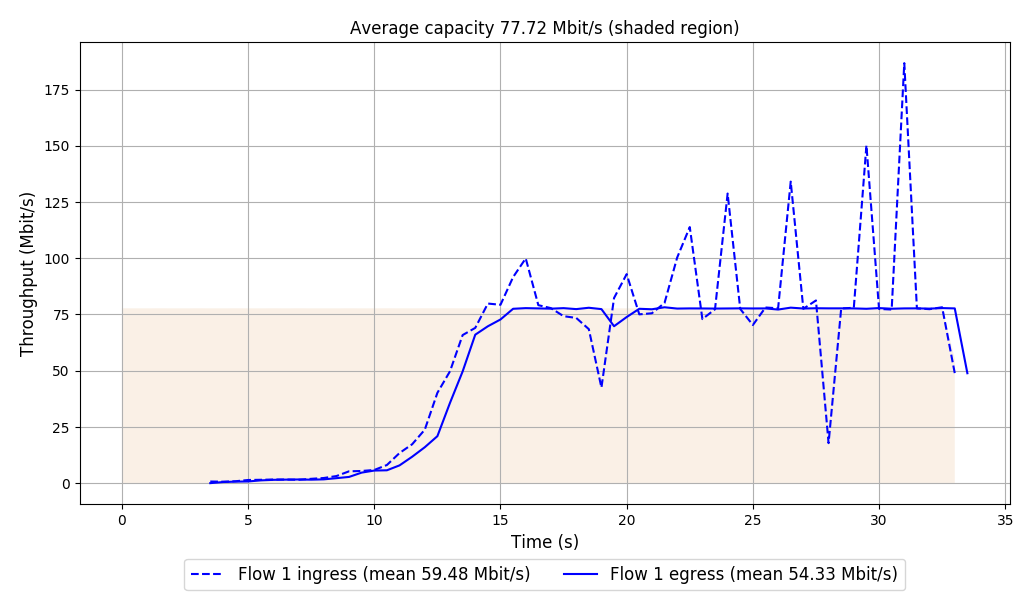 Average capacity 77.72 Mbit/s (shaded region)
175
150
125
100
75
50
25
0
Throughput (Mbit/s)
0 5 10 15 20 25 30 35
Time (s)
Flow 1 ingress (mean 59.48 Mbit/s) Flow 1 egress (mean 54.33 Mbit/s)